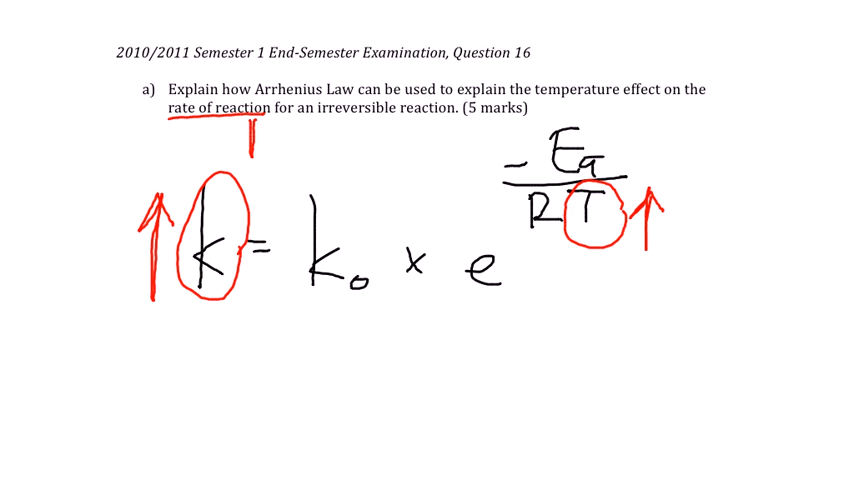 2010/2011 Semester 1 End-Semester Examination, Question 16
a) Explain how Arrhenius Law can be used to explain the temperature effect on the
rate of reaction for an irreversible reaction. (5 marks)
k = k₀ x e^(-Ea/RT)